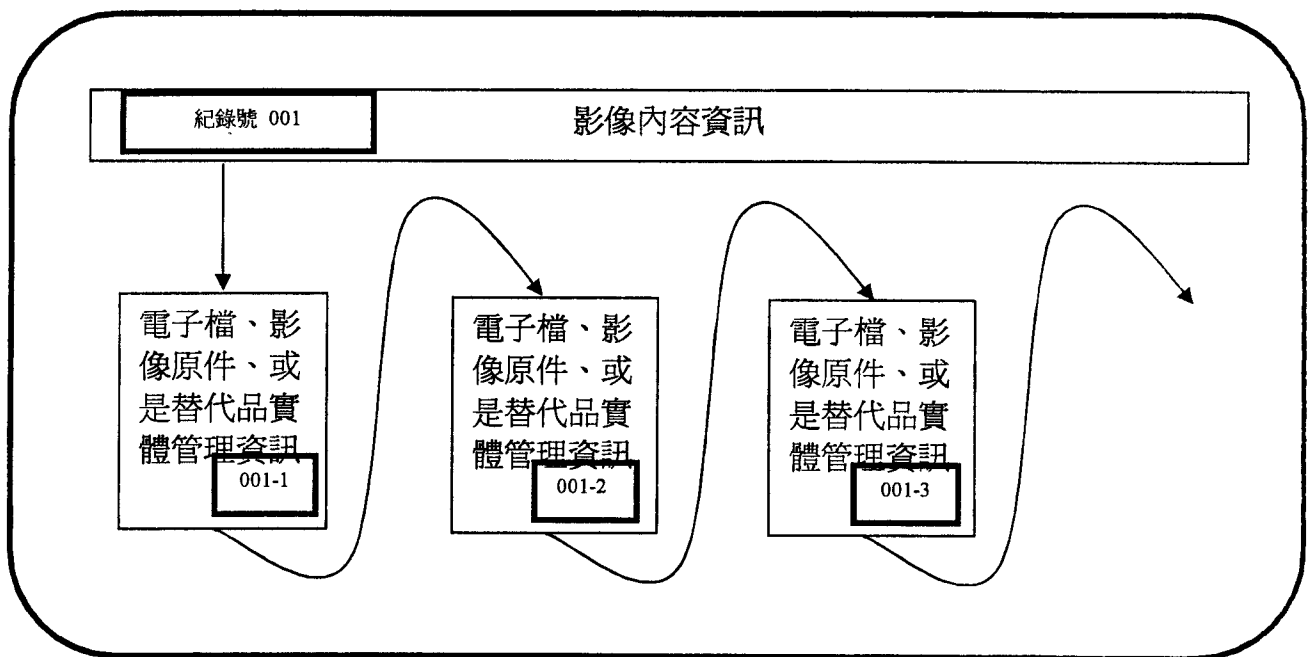 紀錄號 001
影像內容資訊
電子檔、影
像原件、或
是替代品實
體管理資訊
001-1
電子檔、影
像原件、或
是替代品實
體管理資訊
001-2
電子檔、影
像原件、或
是替代品實
體管理資訊
001-3